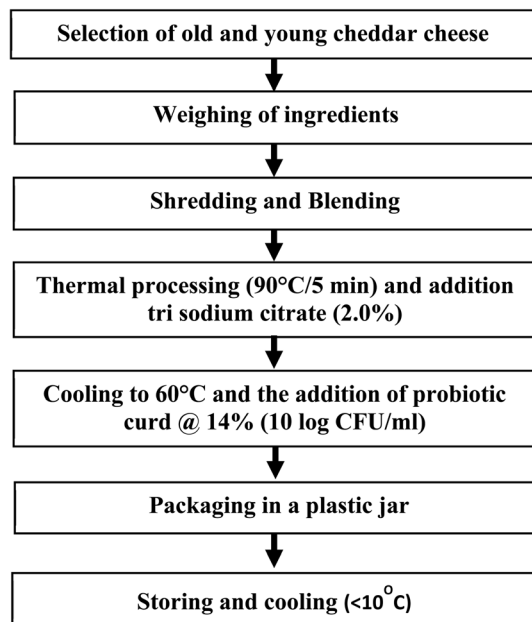 Selection of old and young cheddar cheese
Weighing of ingredients
Shredding and Blending
Thermal processing (90°C/5 min) and addition
tri sodium citrate (2.0%)
Cooling to 60°C and the addition of probiotic
curd @ 14% (10 log CFU/ml)
Packaging in a plastic jar
Storing and cooling (<10°C)